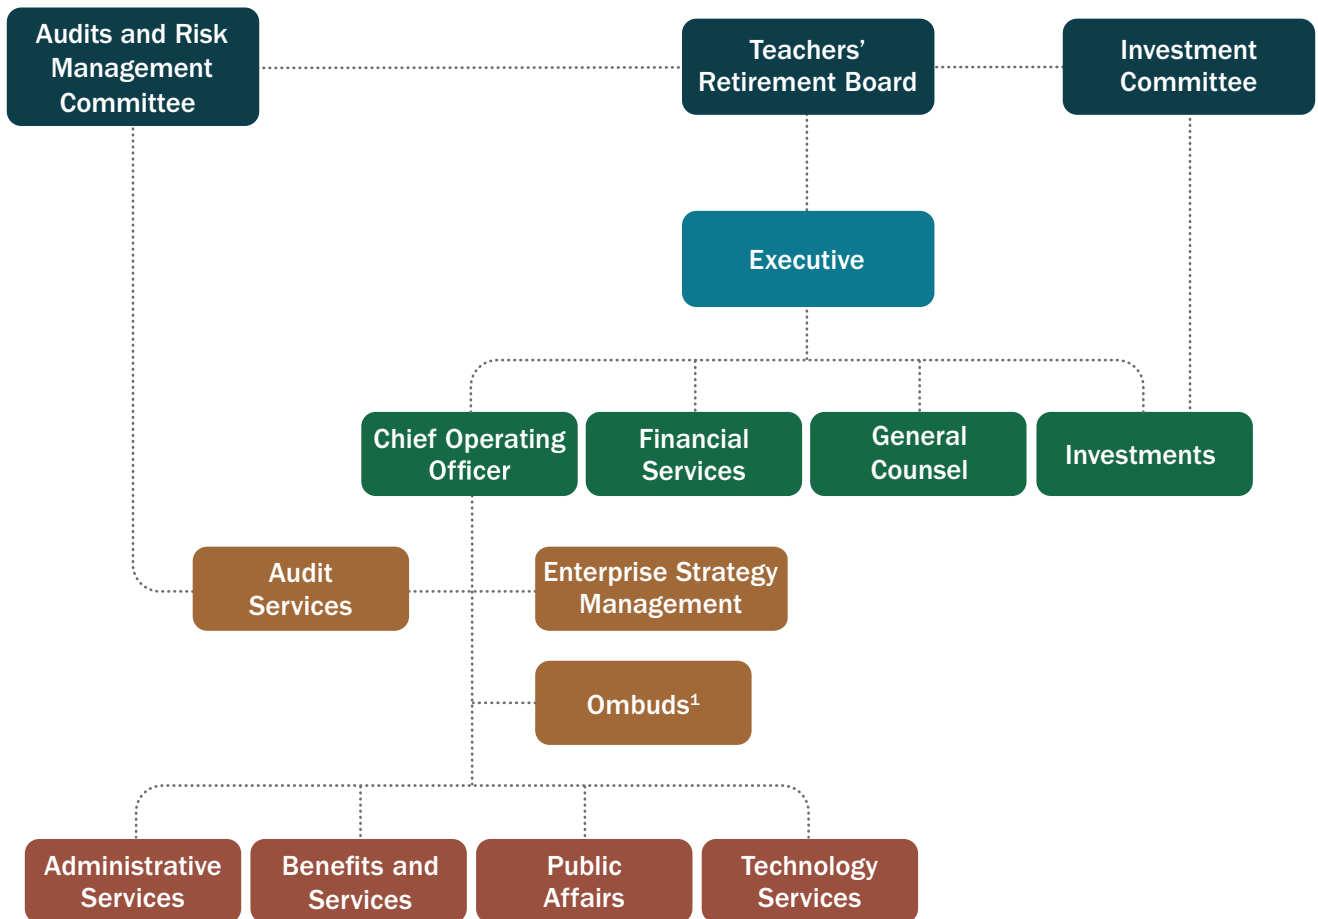 Audits and Risk
Management
Committee
Teachers’
Retirement Board
Investment
Committee
Executive
Chief Operating
Officer
Financial
Services
General
Counsel
Investments
Audit
Services
Enterprise Strategy
Management
Ombuds¹
Administrative
Services
Benefits and
Services
Public
Affairs
Technology
Services